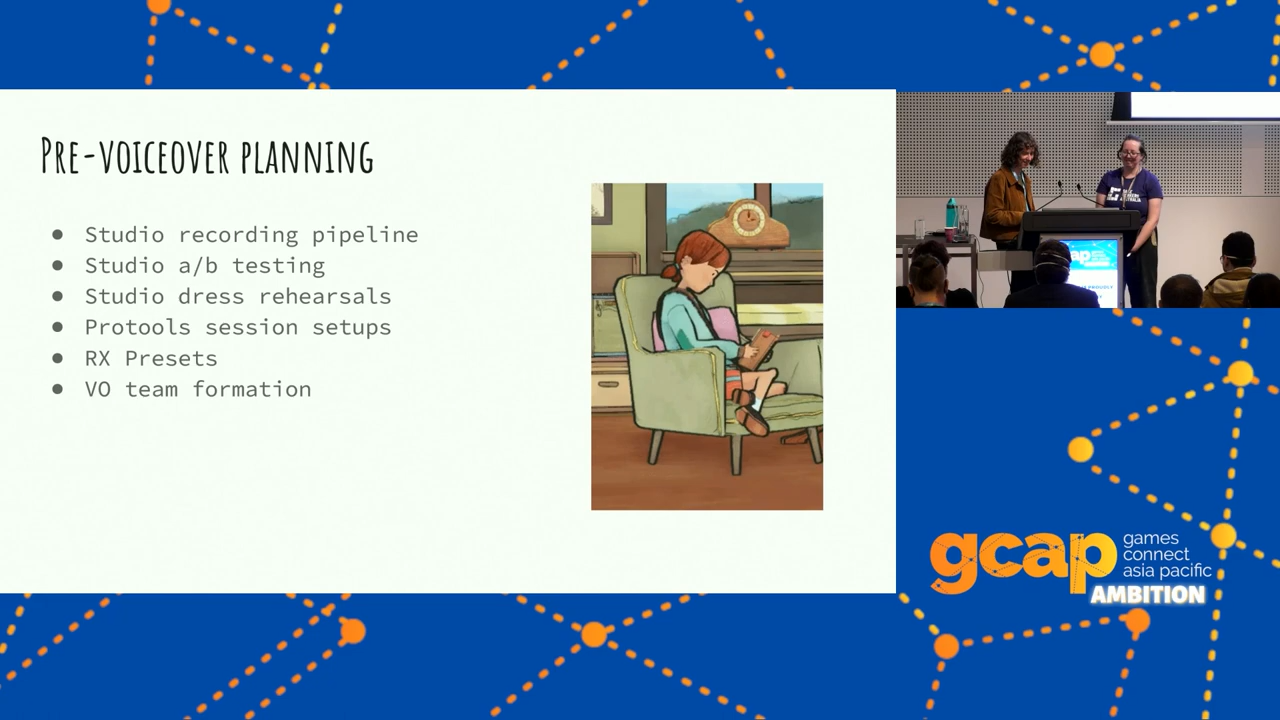 Pre-voiceover planning
● Studio recording pipeline
● Studio a/b testing
● Studio dress rehearsals
● Protools session setups
● RX Presets
● VO team formation
gcap
games
connect
asia pacific
AMBITION